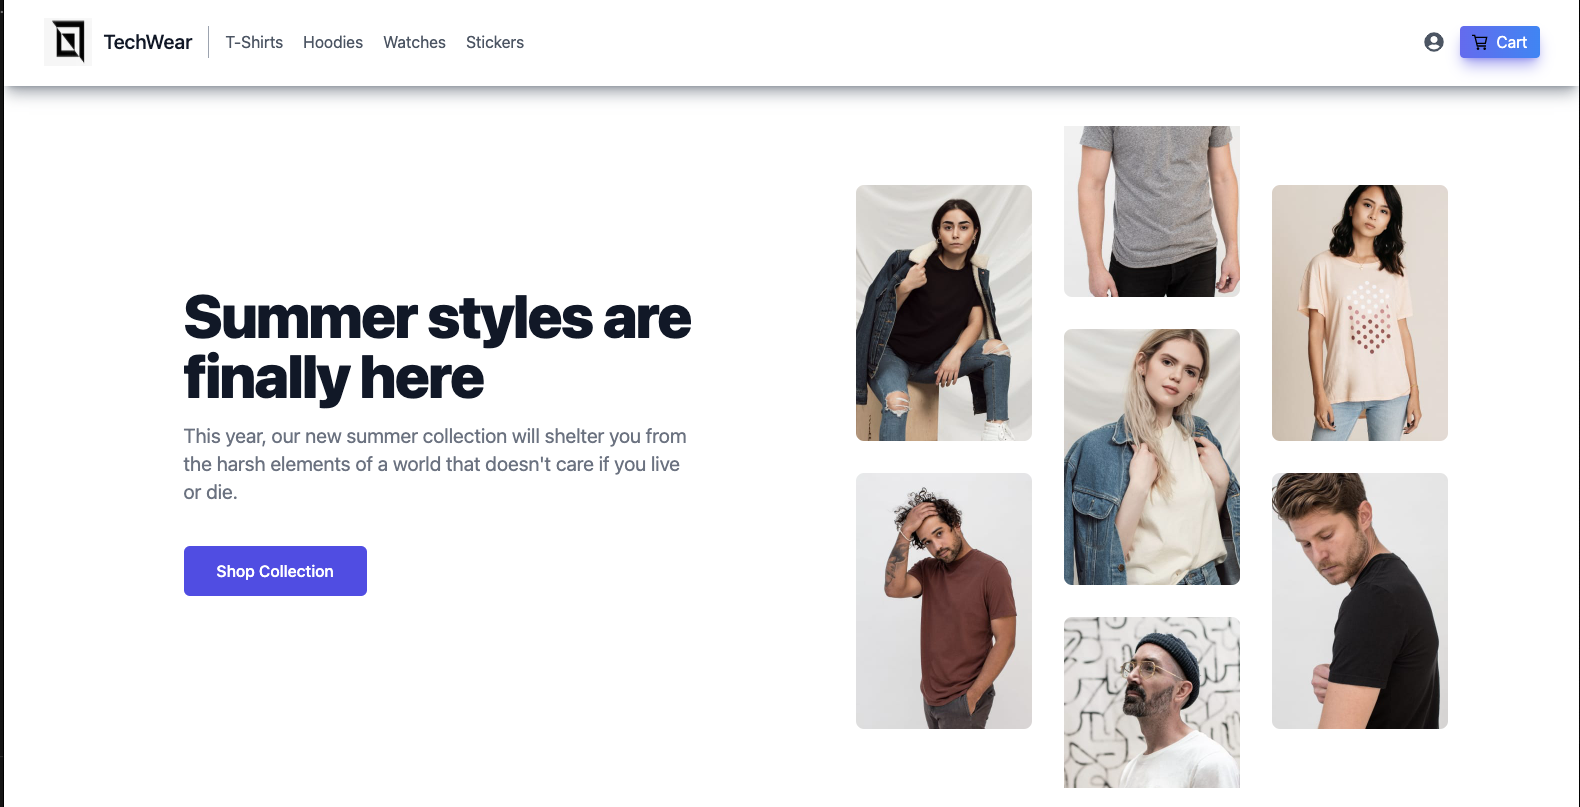 TechWear
T-Shirts Hoodies Watches Stickers
Cart
Summer styles are
finally here
This year, our new summer collection will shelter you from
the harsh elements of a world that doesn't care if you live
or die.
Shop Collection